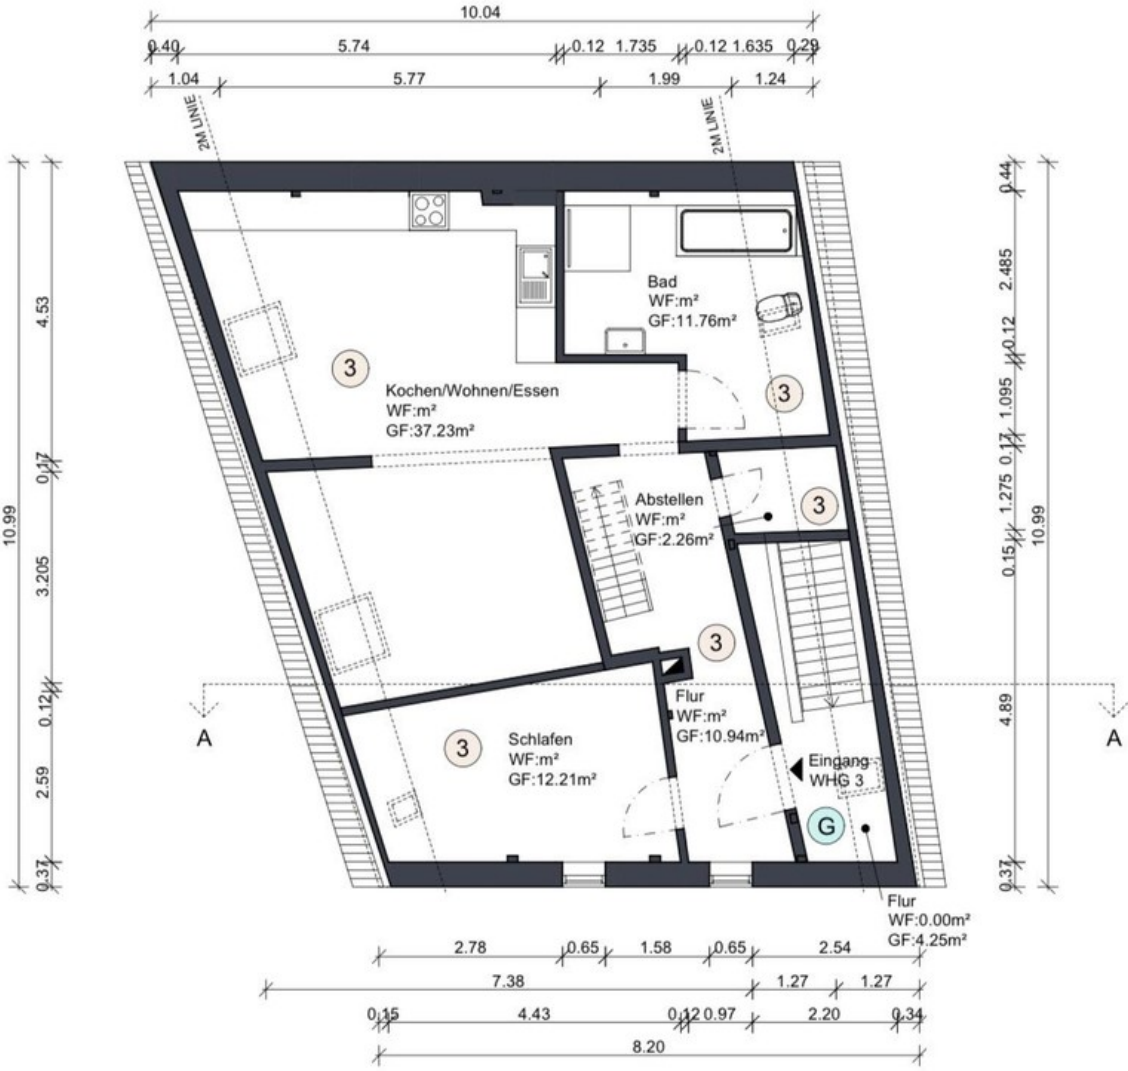 10.04
0.40 5.74 0.12 1.735 0.12 1.635 0.29
1.04 5.77 1.99 1.24
2M LINIE
2M LINIE
10.99
4.53
0.17
3.205
0.12
2.59
0.37
0.44
2.485
0.12
1.095
0.17
1.275
0.15
4.89
0.37
10.99
Bad
WF:m²
GF:11.76m²
3
3
Kochen/Wohnen/Essen
WF:m²
GF:37.23m²
Abstellen
WF:m²
GF:2.26m²
3
3
Flur
WF:m²
GF:10.94m²
A
A
3
Schlafen
WF:m²
GF:12.21m²
Eingang
WHG 3
G
Flur
WF:0.00m²
GF:4.25m²
2.78 0.65 1.58 0.65 2.54
7.38 1.27 1.27
0.15 4.43 0.12 0.97 2.20 0.34
8.20